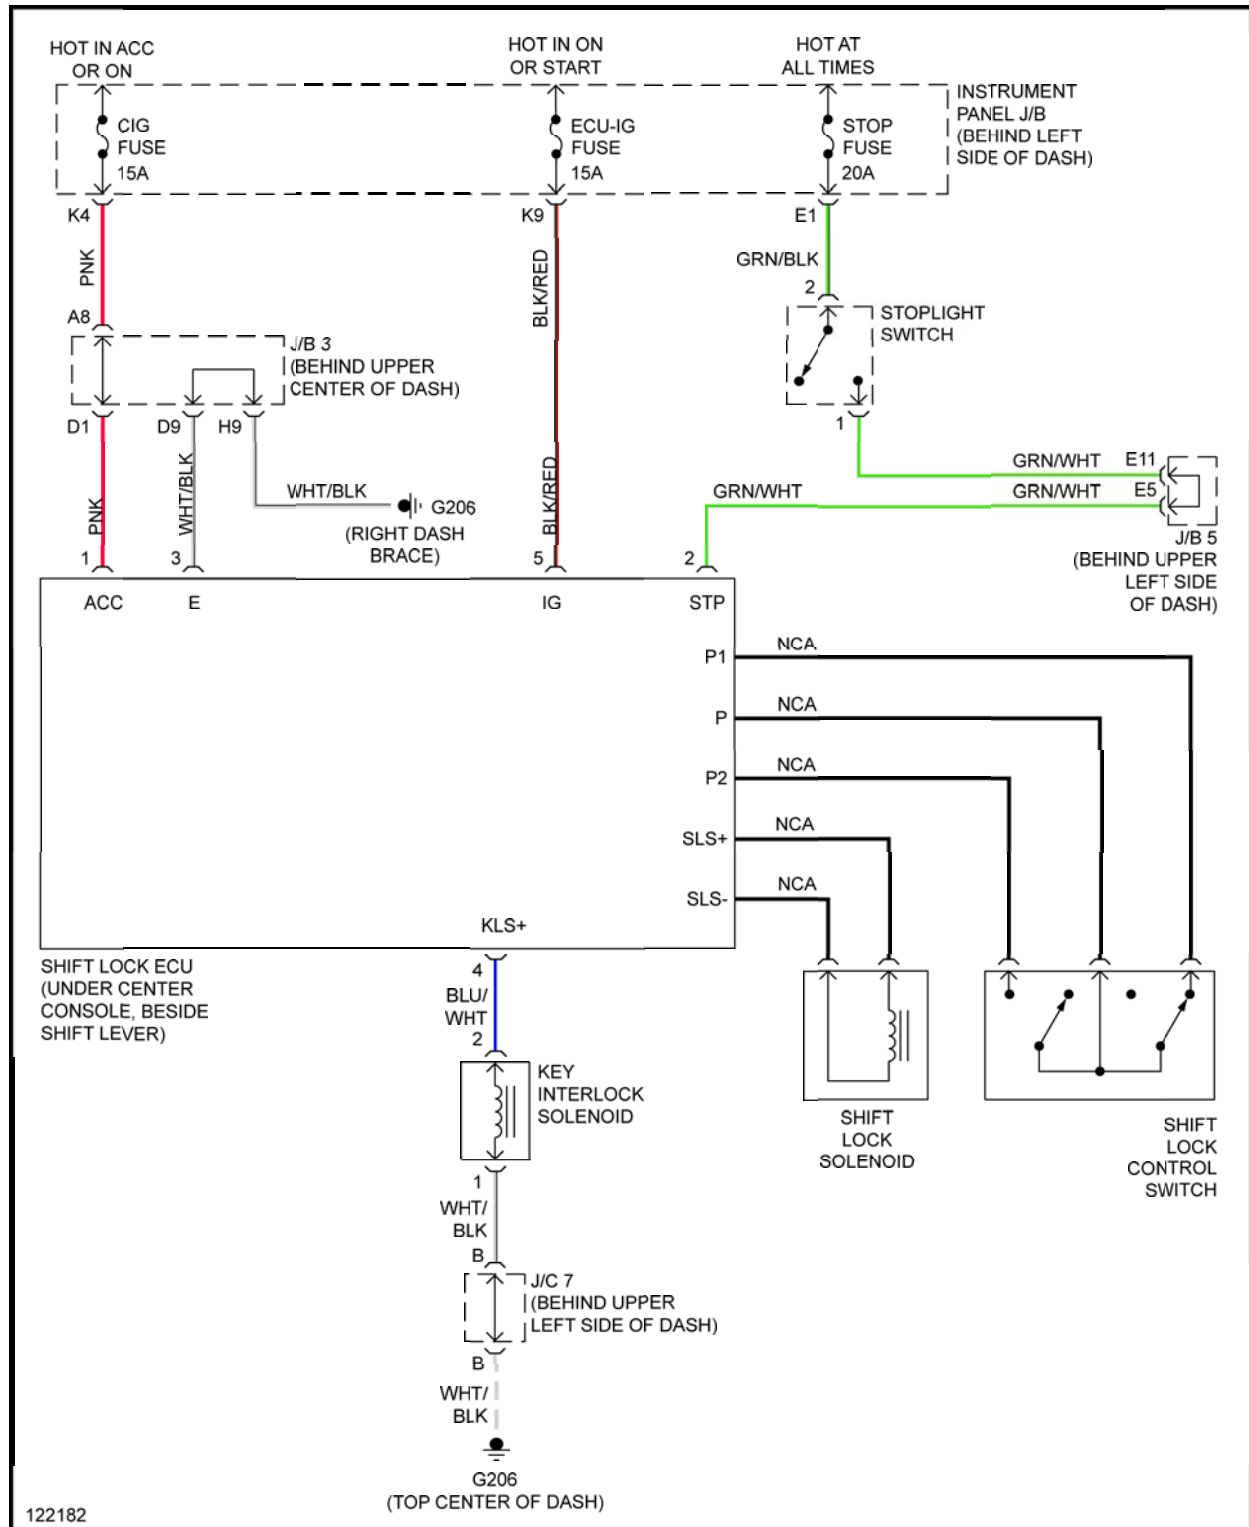 HOT IN ACC
OR ON
HOT IN ON
OR START
HOT AT
ALL TIMES
CIG
FUSE
15A
ECU-IG
FUSE
15A
STOP
FUSE
20A
INSTRUMENT
PANEL J/B
(BEHIND LEFT
SIDE OF DASH)
K4
K9
E1
PNK
BLK/RED
GRN/BLK
2
A8
STOPLIGHT
SWITCH
J/B 3
(BEHIND UPPER
CENTER OF DASH)
D1
D9
H9
1
PNK
WHT/BLK
WHT/BLK
G206
(RIGHT DASH
BRACE)
BLK/RED
GRN/WHT
E11
GRN/WHT
GRN/WHT
E5
J/B 5
(BEHIND UPPER
LEFT SIDE
OF DASH)
1
3
5
2
ACC
E
IG
STP
P1
NCA
P
NCA
P2
NCA
SLS+
NCA
SLS-
NCA
KLS+
SHIFT LOCK ECU
(UNDER CENTER
CONSOLE, BESIDE
SHIFT LEVER)
4
BLU/
WHT
2
KEY
INTERLOCK
SOLENOID
SHIFT
LOCK
SOLENOID
SHIFT
LOCK
CONTROL
SWITCH
1
WHT/
BLK
B
J/C 7
(BEHIND UPPER
LEFT SIDE OF DASH)
B
WHT/
BLK
G206
(TOP CENTER OF DASH)
122182